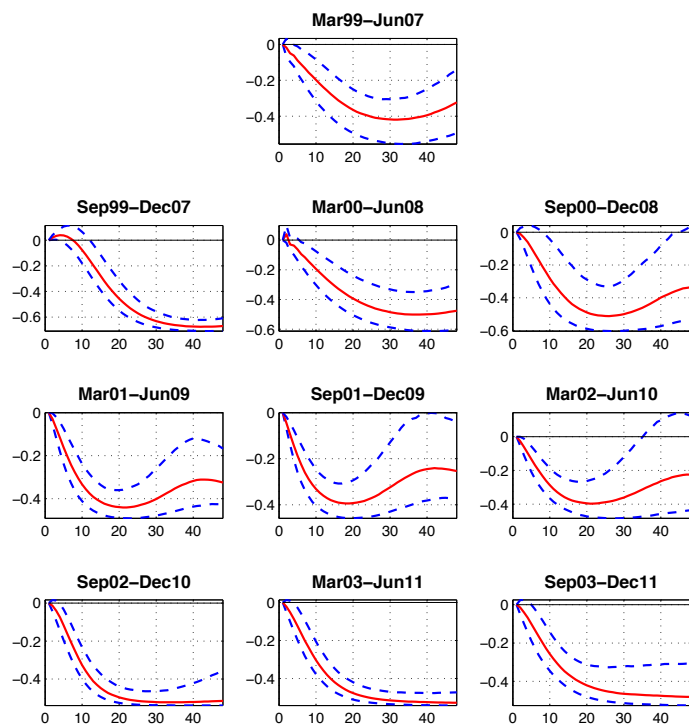 Mar99−Jun07
0
−0.2
−0.4
0 10 20 30 40
Sep99−Dec07 Mar00−Jun08 Sep00−Dec08
0 0 0
−0.2 −0.2 −0.2
−0.4 −0.4 −0.4
−0.6 −0.6 −0.6
0 10 20 30 40 0 10 20 30 40 0 10 20 30 40
Mar01−Jun09 Sep01−Dec09 Mar02−Jun10
0 0 0
−0.2 −0.2 −0.2
−0.4 −0.4 −0.4
0 10 20 30 40 0 10 20 30 40 0 10 20 30 40
Sep02−Dec10 Mar03−Jun11 Sep03−Dec11
0 0 0
−0.2 −0.2 −0.2
−0.4 −0.4 −0.4
0 10 20 30 40 0 10 20 30 40 0 10 20 30 40